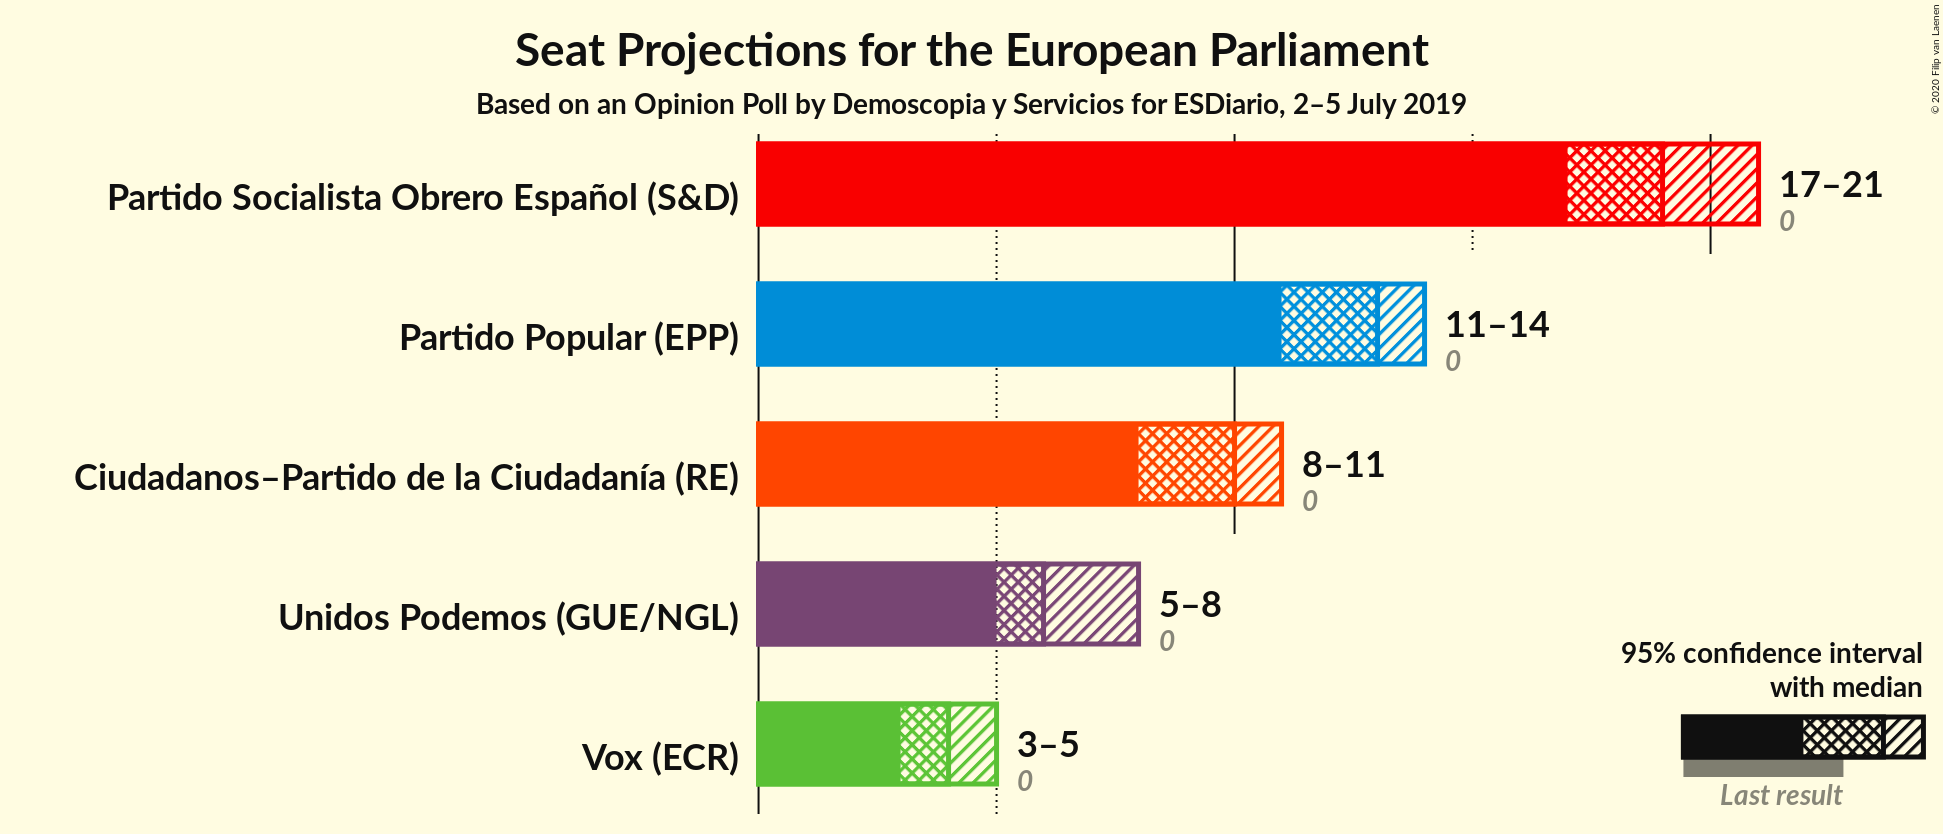 Seat Projections for the European Parliament
Based on an Opinion Poll by Demoscopia y Servicios for ESDiario, 2–5 July 2019
© 2020 Filip van Laenen
Partido Socialista Obrero Español (S&D)
17–21
0
Partido Popular (EPP)
11–14
0
Ciudadanos–Partido de la Ciudadanía (RE)
8–11
0
Unidos Podemos (GUE/NGL)
5–8
0
Vox (ECR)
3–5
0
95% confidence interval
with median
Last result